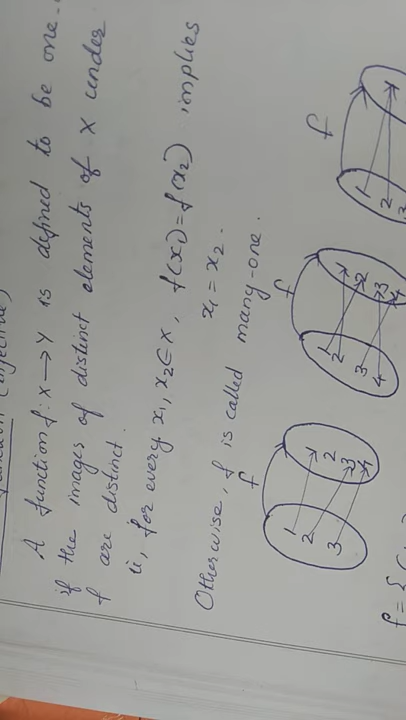 A function f: X → Y is defined to be one-
if the images of distinct elements of X under
f are distinct.
ii, for every x₁, x₂ ∈ X, f(x₁) = f(x₂) implies
x₁ = x₂.
Otherwise, f is called many-one.
f
1
2
3
1
2
3
4
f
1
2
3
4
1
2
3
4
f
1
2
3
f = {